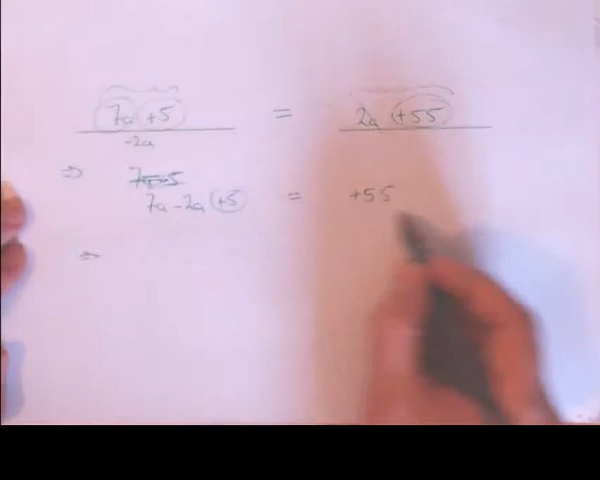 7a +5 = 2a +55
-2a
⇒ 7a-5
7a - 2a +5 = +55
=